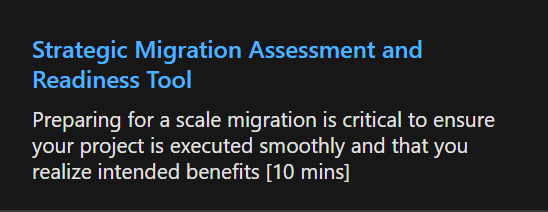 Strategic Migration Assessment and
Readiness Tool
Preparing for a scale migration is critical to ensure
your project is executed smoothly and that you
realize intended benefits [10 mins]